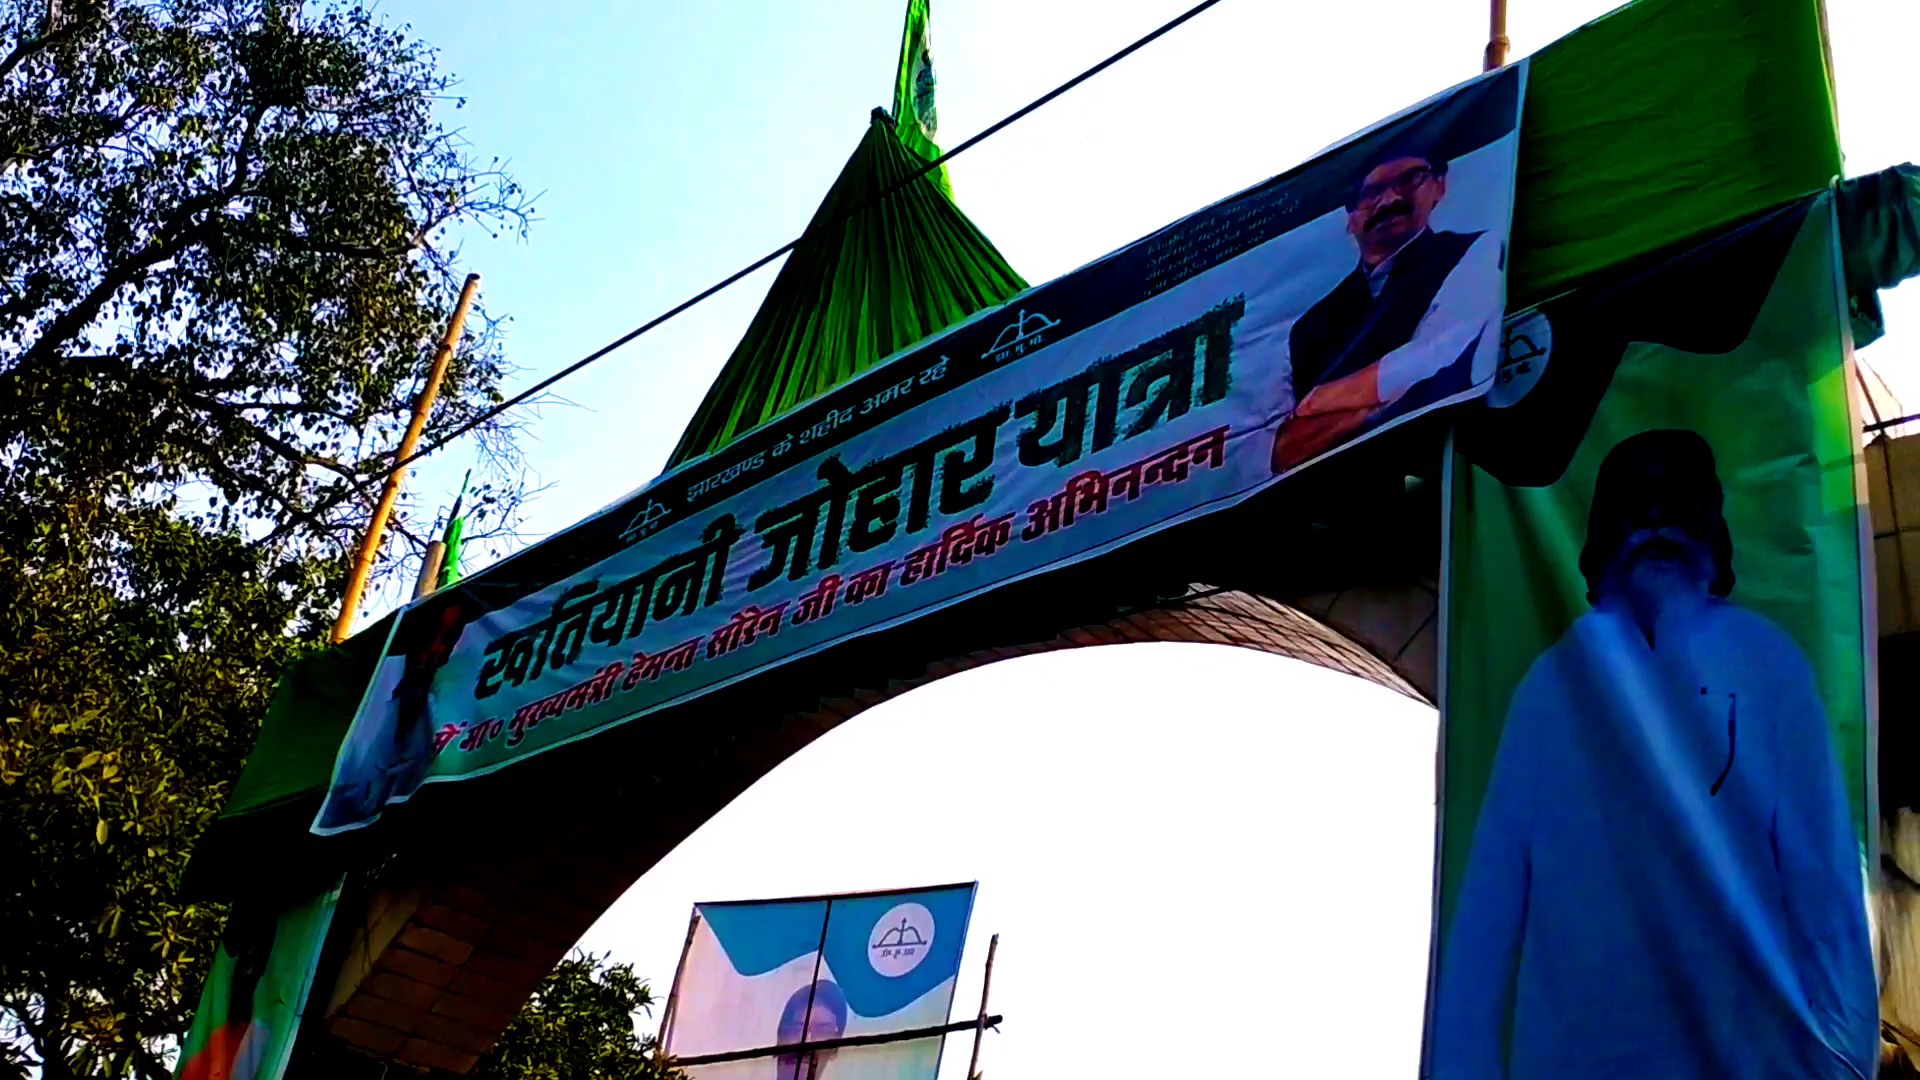 झारखण्ड के शहीद अमर रहे
झा. मु. मो.
खतियानी जोहार यात्रा
में मा० मुख्यमंत्री हेमन्त सोरेन जी का हार्दिक अभिनन्दन